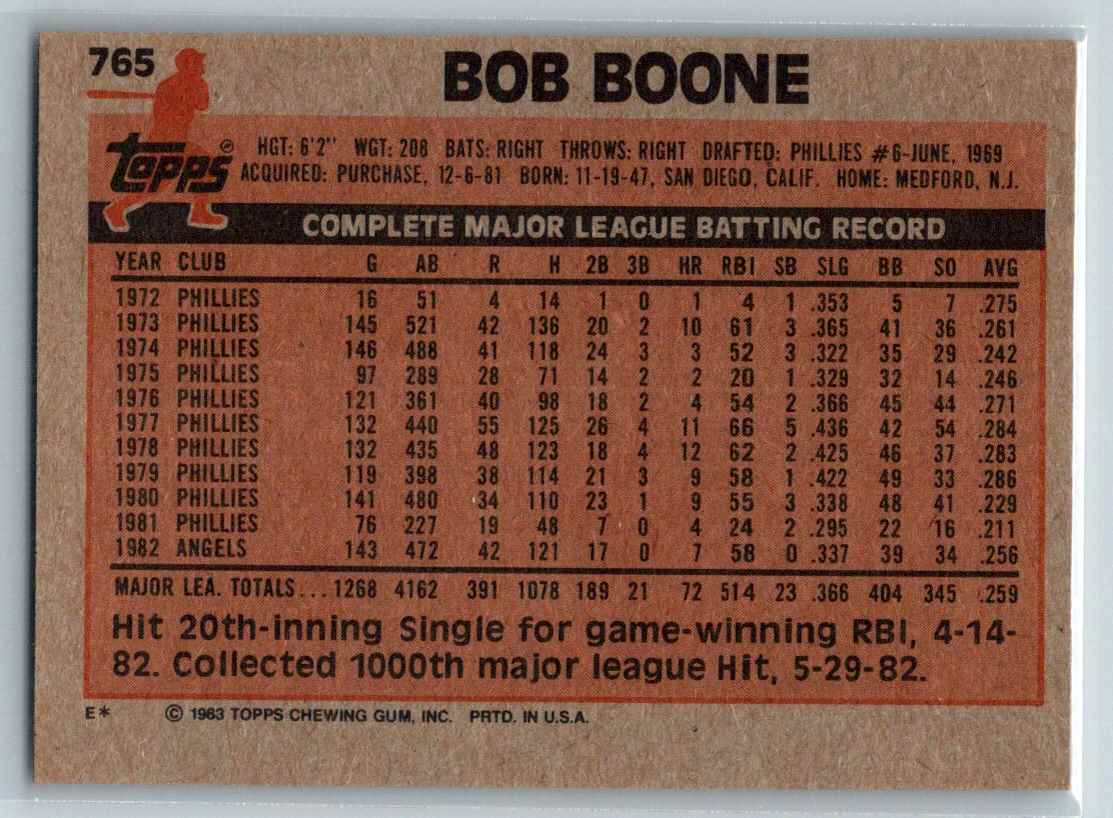 765
BOB BOONE
Topps ®
HGT: 6'2" WGT: 208 BATS: RIGHT THROWS: RIGHT DRAFTED: PHILLIES #6-JUNE, 1969
ACQUIRED: PURCHASE, 12-6-81 BORN: 11-19-47, SAN DIEGO, CALIF. HOME: MEDFORD, N.J.
COMPLETE MAJOR LEAGUE BATTING RECORD
YEAR CLUB G AB R H 2B 3B HR RBI SB SLG BB SO AVG
1972 PHILLIES 16 51 4 14 1 0 1 4 1 .353 5 7 .275
1973 PHILLIES 145 521 42 136 20 2 10 61 3 .365 41 36 .261
1974 PHILLIES 146 488 41 118 24 3 3 52 3 .322 35 29 .242
1975 PHILLIES 97 289 28 71 14 2 2 20 1 .329 32 14 .246
1976 PHILLIES 121 361 40 98 18 2 4 54 2 .366 45 44 .271
1977 PHILLIES 132 440 55 125 26 4 11 66 5 .436 42 54 .284
1978 PHILLIES 132 435 48 123 18 4 12 62 2 .425 46 37 .283
1979 PHILLIES 119 398 38 114 21 3 9 58 1 .422 49 33 .286
1980 PHILLIES 141 480 34 110 23 1 9 55 3 .338 48 41 .229
1981 PHILLIES 76 227 19 48 7 0 4 24 2 .295 22 16 .211
1982 ANGELS 143 472 42 121 17 0 7 58 0 .337 39 34 .256
MAJOR LEA. TOTALS... 1268 4162 391 1078 189 21 72 514 23 .366 404 345 .259
Hit 20th-inning Single for game-winning RBI, 4-14-
82. Collected 1000th major league Hit, 5-29-82.
E* © 1983 TOPPS CHEWING GUM, INC. PRTD. IN U.S.A.